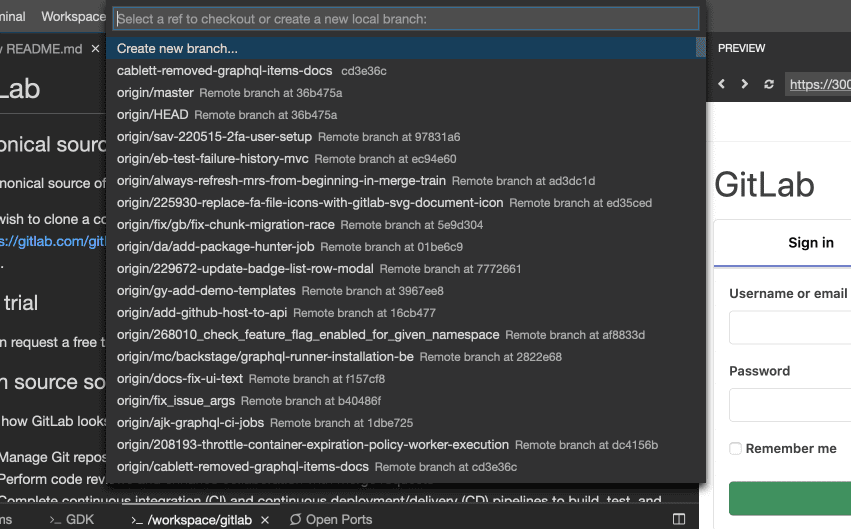 minal Workspace
Select a ref to checkout or create a new local branch:
README.md ×
PREVIEW
Create new branch...
cablett-removed-graphql-items-docs cd3e36c
origin/master Remote branch at 36b475a
https://300
Lab
origin/HEAD Remote branch at 36b475a
origin/sav-220515-2fa-user-setup Remote branch at 97831a6
onical sourc
origin/eb-test-failure-history-mvc Remote branch at ec94e60
nonical source of
origin/always-refresh-mrs-from-beginning-in-merge-train Remote branch at ad3dc1d
GitLab
origin/225930-replace-fa-file-icons-with-gitlab-svg-document-icon Remote branch at ed35ced
wish to clone a co
origin/fix/gb/fix-chunk-migration-race Remote branch at 5e9d304
s://gitlab.com/gitl
origin/da/add-package-hunter-job Remote branch at 01be6c9
Sign in
origin/229672-update-badge-list-row-modal Remote branch at 7772661
origin/gy-add-demo-templates Remote branch at 3967ee8
Username or email
trial
origin/add-github-host-to-api Remote branch at 16cb477
origin/268010_check_feature_flag_enabled_for_given_namespace Remote branch at af8833d
n request a free t
origin/mc/backstage/graphql-runner-installation-be Remote branch at 2822e68
Password
origin/docs-fix-ui-text Remote branch at f157cf8
n source so
origin/fix_issue_args Remote branch at b40486f
how GitLab looks
origin/ajk-graphql-ci-jobs Remote branch at 1dbe725
origin/208193-throttle-container-expiration-policy-worker-execution Remote branch at dc4156b
Remember me
Manage Git repos
origin/cablett-removed-graphql-items-docs Remote branch at cd3e36c
Perform code rev
Complete continuous integration (CI) and continuous deployment/delivery (CD) pipelines to build, test, and
ms >_ GDK >_ /workspace/gitlab × Open Ports